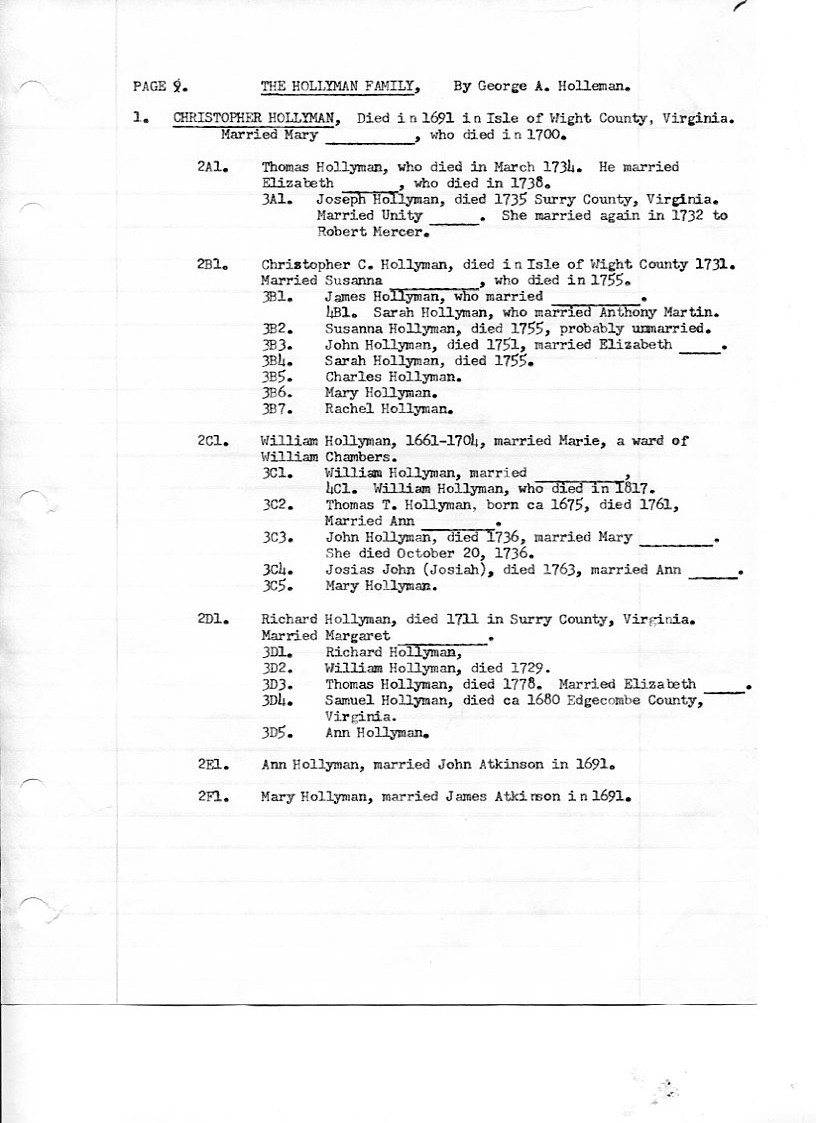 PAGE 9. THE HOLLYMAN FAMILY, By George A. Holleman.
1. CHRISTOPHER HOLLYMAN, Died in 1691 in Isle of Wight County, Virginia.
Married Mary __________, who died in 1700.
2A1. Thomas Hollyman, who died in March 1734. He married
Elizabeth _______, who died in 1738.
3A1. Joseph Hollyman, died 1735 Surry County, Virginia.
Married Unity ______. She married again in 1732 to
Robert Mercer.
2B1. Christopher C. Hollyman, died in Isle of Wight County 1731.
Married Susanna ___________, who died in 1755.
3B1. James Hollyman, who married ___________.
4B1. Sarah Hollyman, who married Anthony Martin.
3B2. Susanna Hollyman, died 1755, probably unmarried.
3B3. John Hollyman, died 1751, married Elizabeth _____.
3B4. Sarah Hollyman, died 1755.
3B5. Charles Hollyman.
3B6. Mary Hollyman.
3B7. Rachel Hollyman.
2C1. William Hollyman, 1661-1704, married Marie, a ward of
William Chambers.
3C1. William Hollyman, married ___________,
4C1. William Hollyman, who died in 1817.
3C2. Thomas T. Hollyman, born ca 1675, died 1761,
Married Ann _________.
3C3. John Hollyman, died 1736, married Mary _________.
She died October 20, 1736.
3C4. Josias John (Josiah), died 1763, married Ann ______.
3C5. Mary Hollyman.
2D1. Richard Hollyman, died 1711 in Surry County, Virginia.
Married Margaret ___________.
3D1. Richard Hollyman,
3D2. William Hollyman, died 1729.
3D3. Thomas Hollyman, died 1778. Married Elizabeth _____.
3D4. Samuel Hollyman, died ca 1680 Edgecombe County,
Virginia.
3D5. Ann Hollyman.
2E1. Ann Hollyman, married John Atkinson in 1691.
2F1. Mary Hollyman, married James Atkinson in 1691.